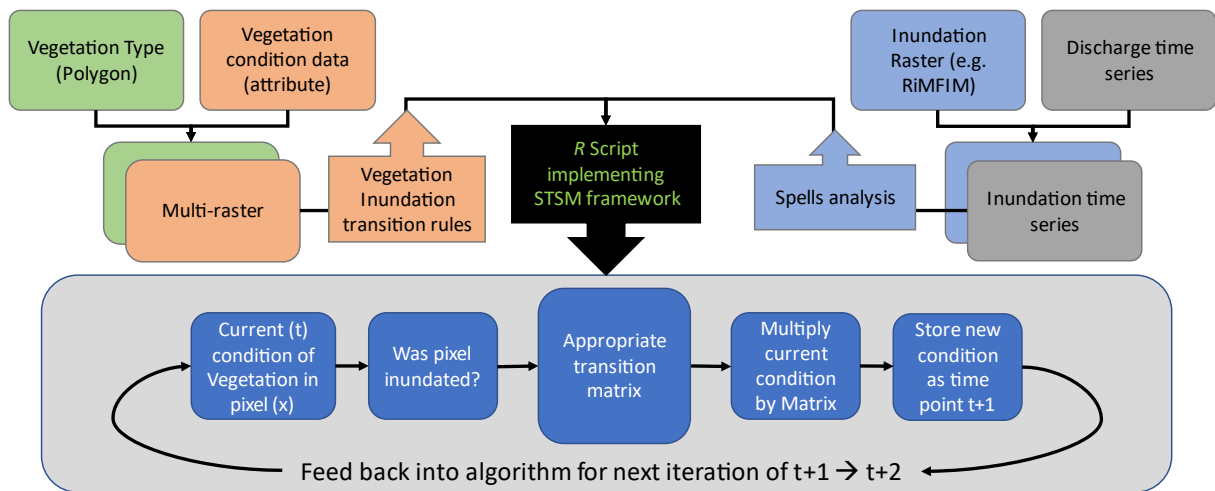 Vegetation Type
(Polygon)
Vegetation
condition data
(attribute)
Inundation
Raster (e.g.
RiMFIM)
Discharge time
series
Multi-raster
Vegetation
Inundation
transition rules
R Script
implementing
STSM framework
Spells analysis
Inundation time
series
Current (t)
condition of
Vegetation in
pixel (x)
Was pixel
inundated?
Appropriate
transition
matrix
Multiply
current
condition
by Matrix
Store new
condition
as time
point t+1
Feed back into algorithm for next iteration of t+1 → t+2